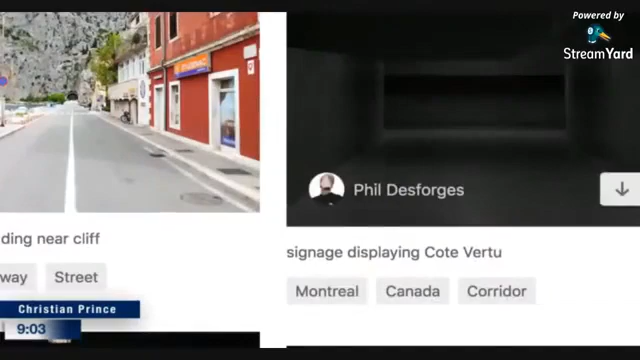 Powered by
StreamYard
Phil Desforges
ding near cliff
signage displaying Cote Vertu
way
Street
Montreal
Canada
Corridor
Christian Prince
9:03